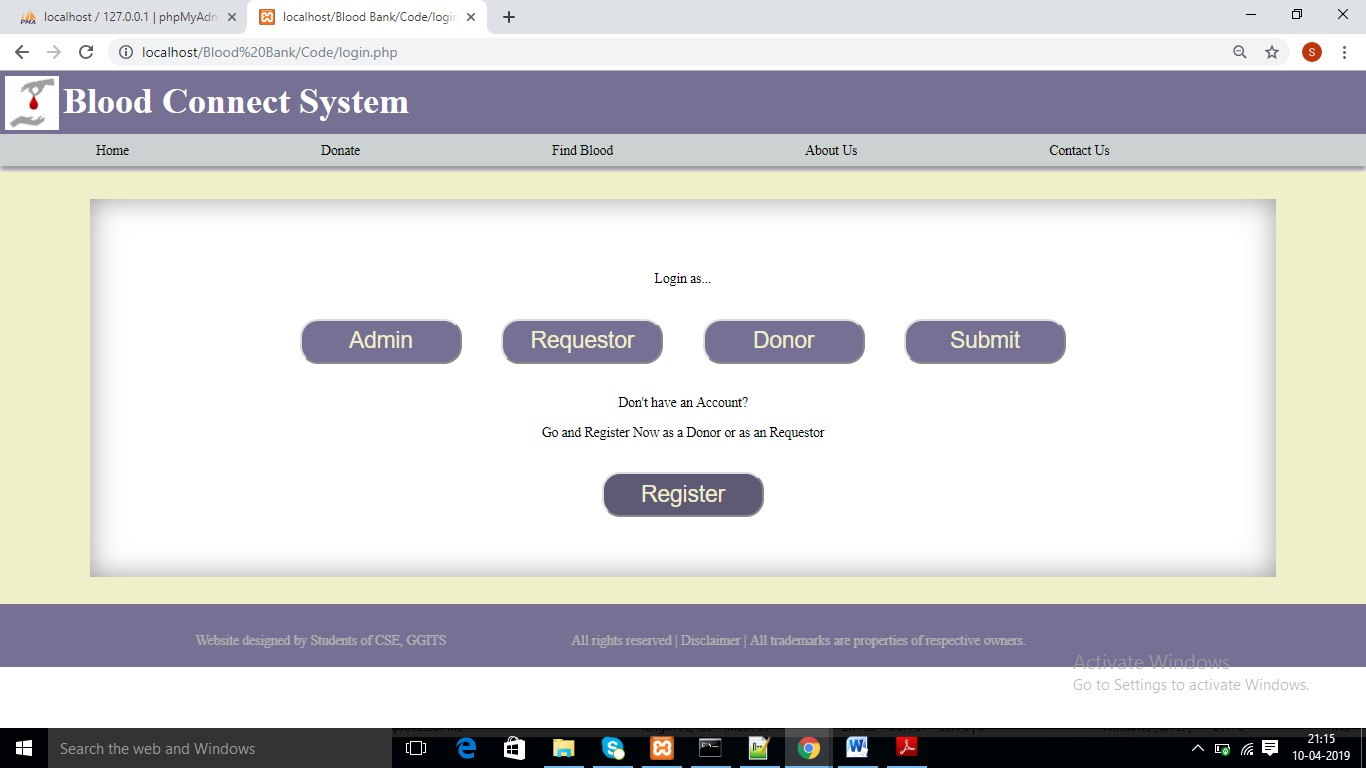 localhost / 127.0.0.1 | phpMyAdm
localhost/Blood Bank/Code/login
localhost/Blood%20Bank/Code/login.php
S
Blood Connect System
Home Donate Find Blood About Us Contact Us
Login as...
Admin Requestor Donor Submit
Don't have an Account?
Go and Register Now as a Donor or as an Requestor
Register
Website designed by Students of CSE, GGITS All rights reserved | Disclaimer | All trademarks are properties of respective owners.
Activate Windows
Go to Settings to activate Windows.
Search the web and Windows
21:15
10-04-2019